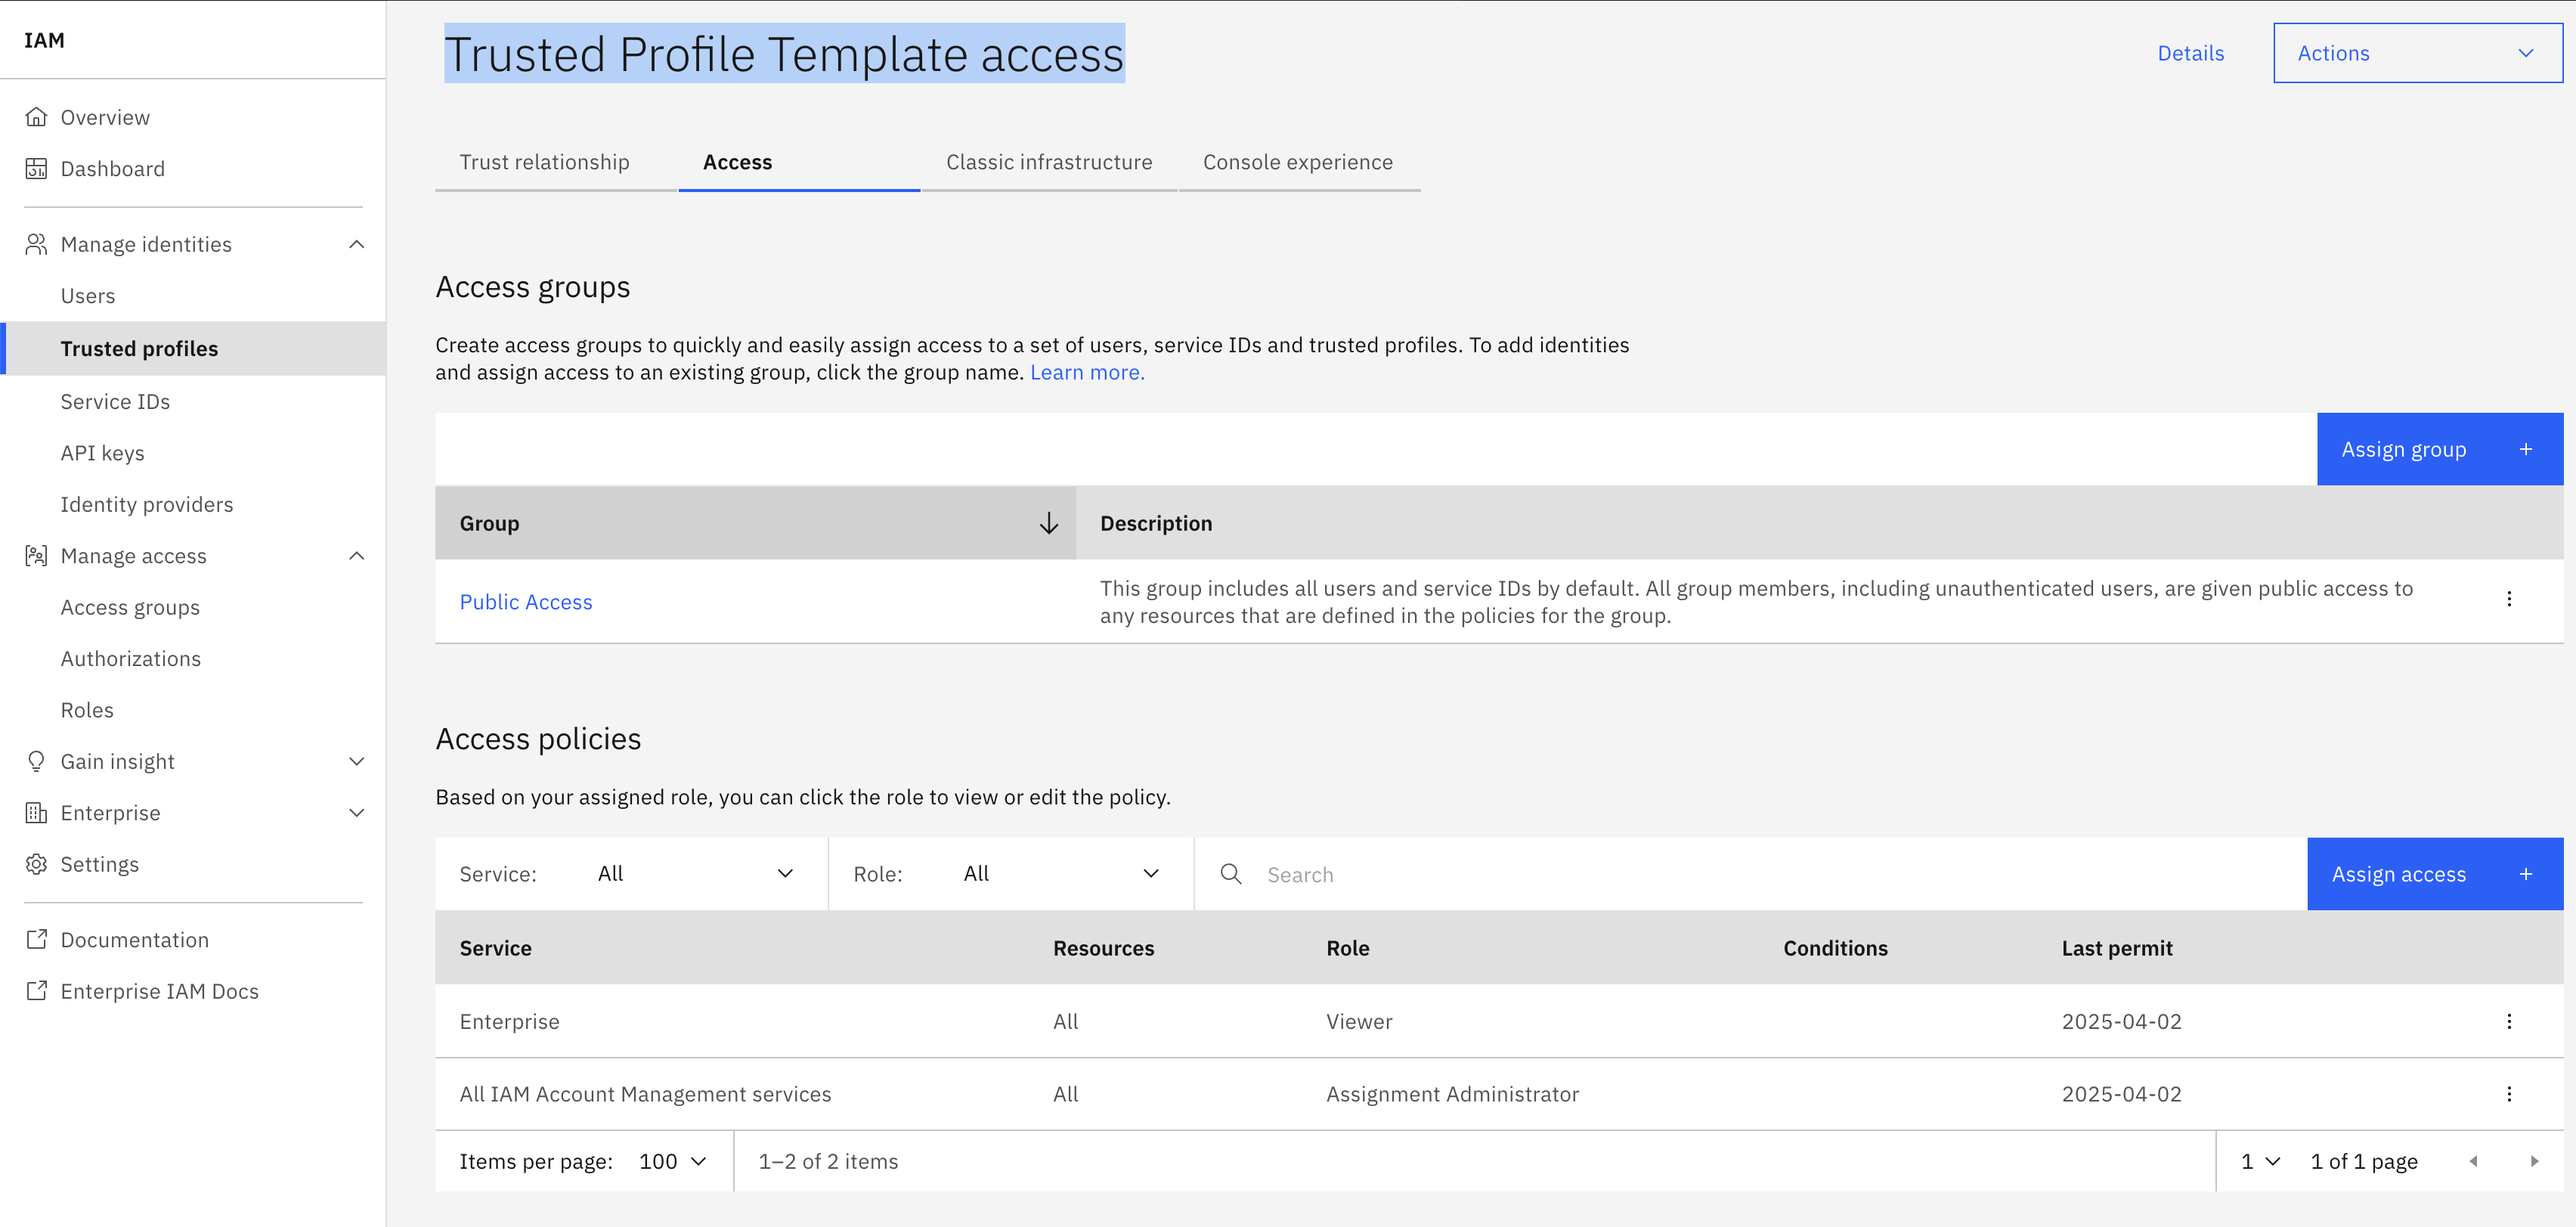 IAM
Overview
Dashboard
Manage identities
Users
Trusted profiles
Service IDs
API keys
Identity providers
Manage access
Access groups
Authorizations
Roles
Gain insight
Enterprise
Settings
Documentation
Enterprise IAM Docs
Trusted Profile Template access
Details
Actions
Trust relationship
Access
Classic infrastructure
Console experience
Access groups
Create access groups to quickly and easily assign access to a set of users, service IDs and trusted profiles. To add identities
and assign access to an existing group, click the group name. Learn more.
Assign group
Group
Description
Public Access
This group includes all users and service IDs by default. All group members, including unauthenticated users, are given public access to
any resources that are defined in the policies for the group.
Access policies
Based on your assigned role, you can click the role to view or edit the policy.
Service: All
Role: All
Search
Assign access
Service Resources Role Conditions Last permit
Enterprise All Viewer 2025-04-02
All IAM Account Management services All Assignment Administrator 2025-04-02
Items per page: 100
1–2 of 2 items
1
1 of 1 page